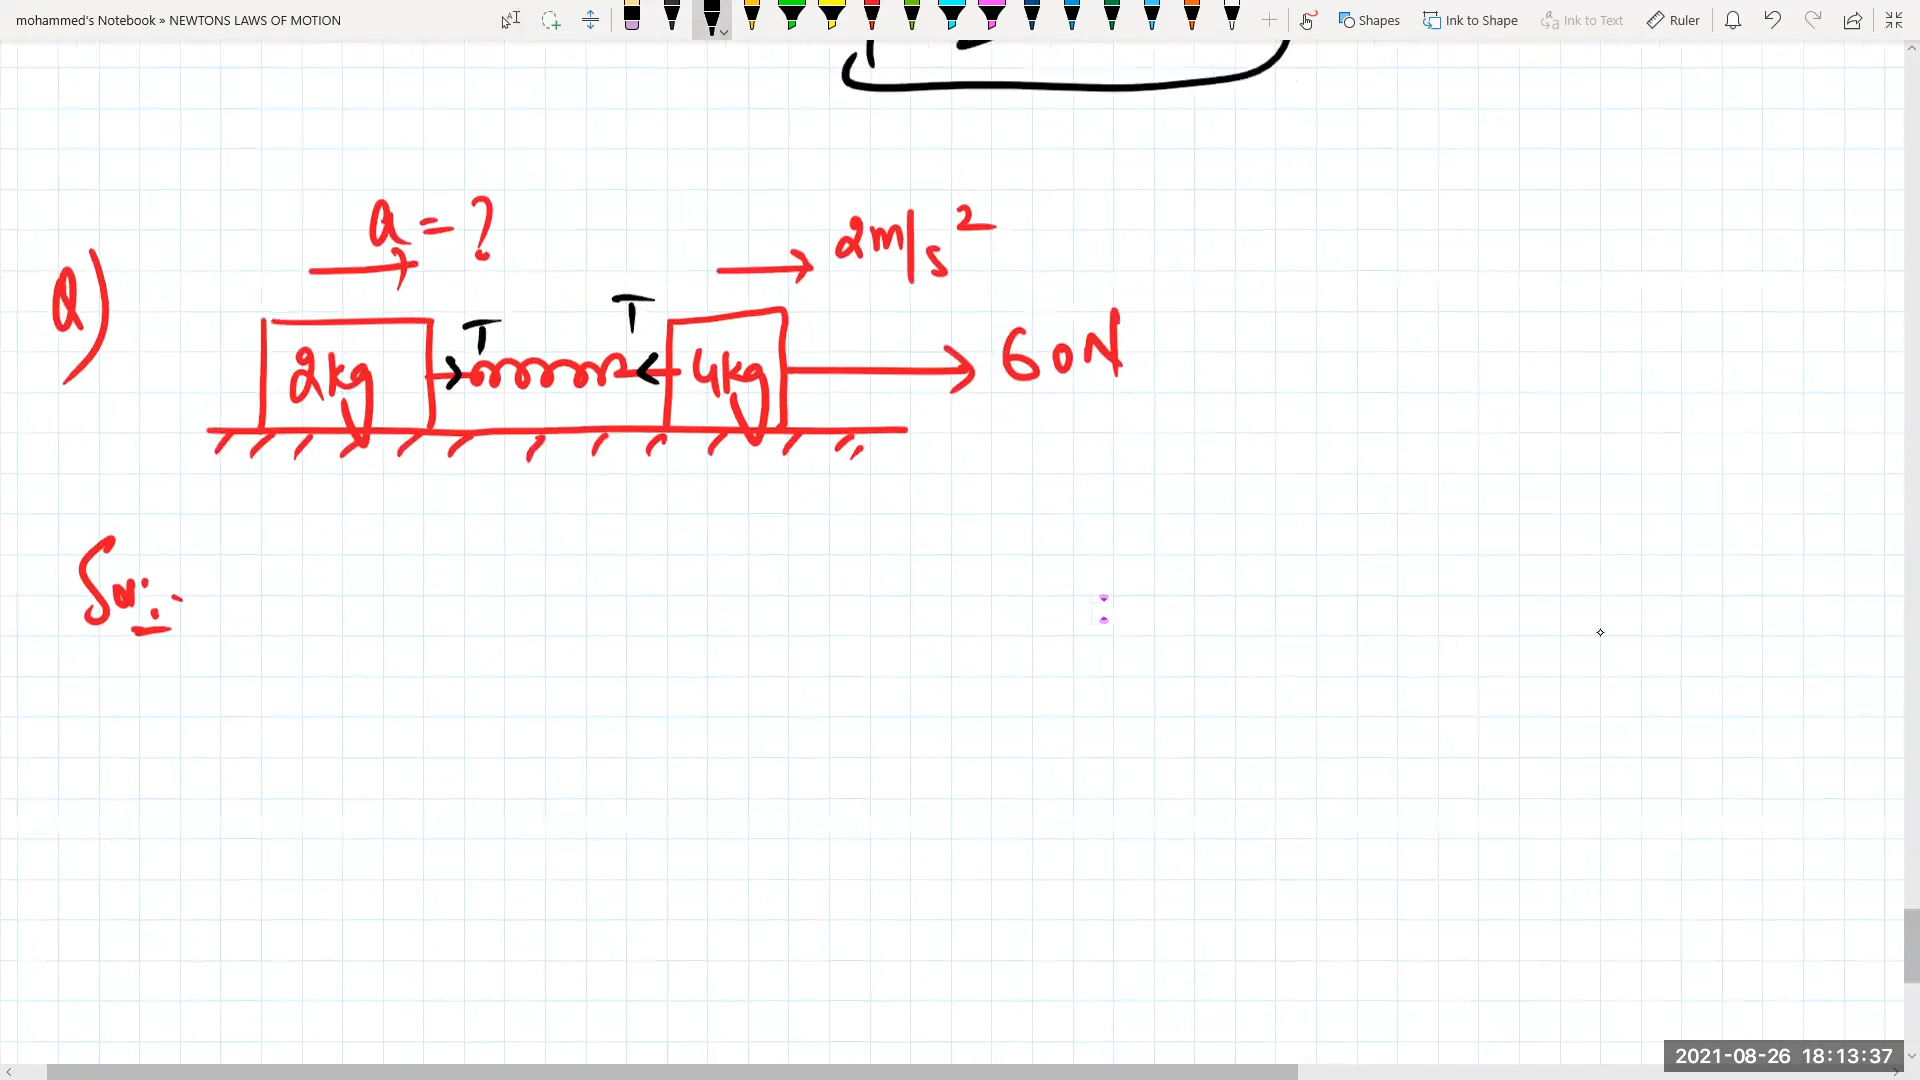 mohammed's Notebook » NEWTONS LAWS OF MOTION
Shapes
Ink to Shape
Ink to Text
Ruler
a = ?
2m/s²
Q)
T
T
2kg
4kg
60N
Sol:-
2021-08-26 18:13:37